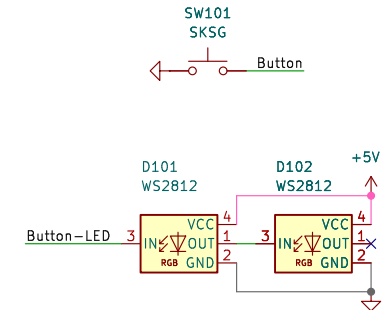 SW101
SKSG
Button
+5V
D101
WS2812
D102
WS2812
VCC 4
VCC 4
Button-LED
3 IN OUT 1
3 IN OUT 1
RGB GND 2
RGB GND 2